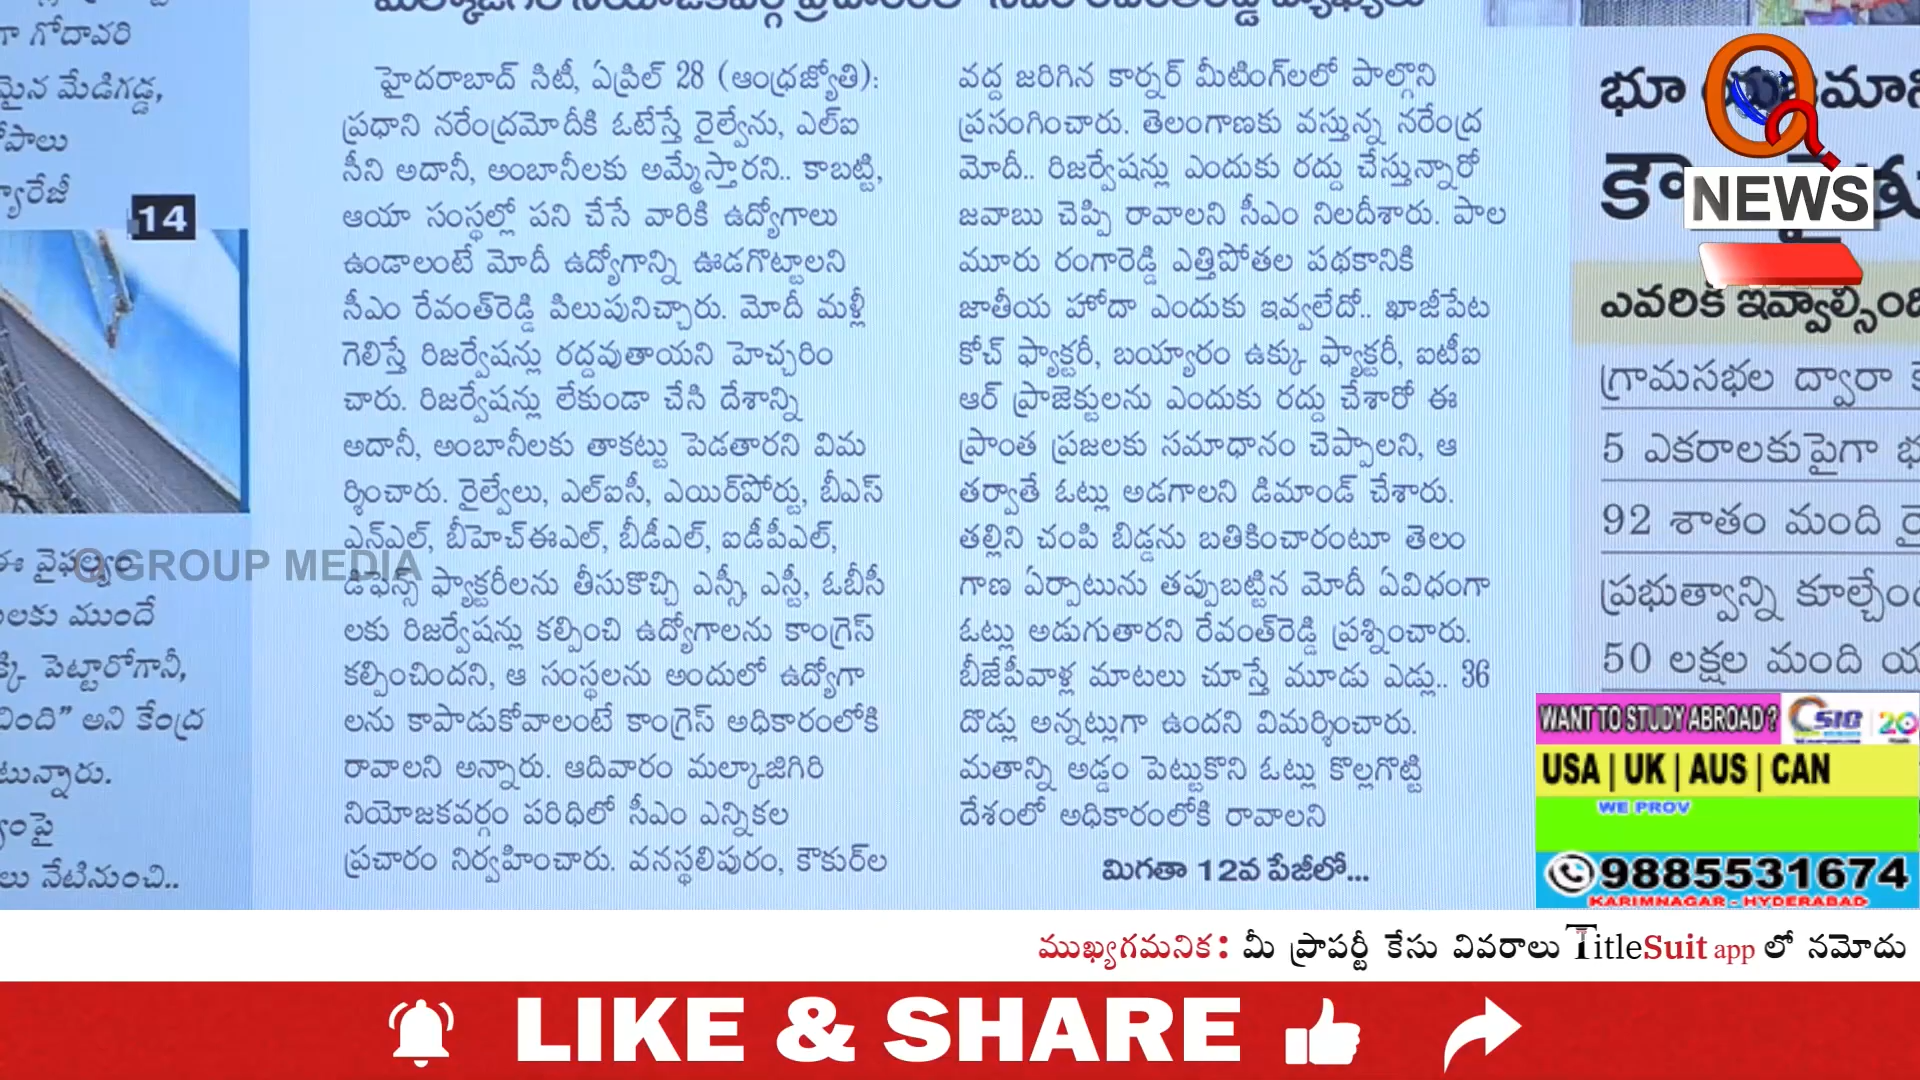 గా గోదావరి
మైన మేడిగడ్డ,
14
ఈ వైఫల్యం
లకు ముందే
పెట్టారోగానీ,
అని కేంద్ర
టున్నారు.
లు నేటినుంచి..
హైదరాబాద్ సిటీ, ఏప్రిల్ 28 (ఆంధ్రజ్యోతి):
ప్రధాని నరేంద్రమోదీకి ఓటేస్తే రైల్వేను, ఎల్ఐ
సీని అదానీ, అంబానీలకు అమ్మేస్తారని.. కాబట్టి,
ఆయా సంస్థల్లో పని చేసే వారికి ఉద్యోగాలు
ఉండాలంటే మోదీ ఉద్యోగాన్ని ఊడగొట్టాలని
సీఎం రేవంత్‌రెడ్డి పిలుపునిచ్చారు. మోదీ మళ్లీ
గెలిస్తే రిజర్వేషన్లు రద్దవుతాయని హెచ్చరిం
చారు. రిజర్వేషన్లు లేకుండా చేసి దేశాన్ని
అదానీ, అంబానీలకు తాకట్టు పెడతారని విమ
ర్శించారు. రైల్వేలు, ఎల్ఐసీ, ఎయిర్‌పోర్టు, బీఎస్
ఎన్ఎల్, బీహెచ్ఈఎల్, బీడీఎల్, ఐడీపీఎల్,
డిఫెన్స్ ఫ్యాక్టరీలను తీసుకొచ్చి ఎస్సీ, ఎస్టీ, ఓబీసీ
లకు రిజర్వేషన్లు కల్పించి ఉద్యోగాలను కాంగ్రెస్
కల్పించిందని, ఆ సంస్థలను అందులో ఉద్యోగా
లను కాపాడుకోవాలంటే కాంగ్రెస్ అధికారంలోకి
రావాలని అన్నారు. ఆదివారం మల్కాజిగిరి
నియోజకవర్గం పరిధిలో సీఎం ఎన్నికల
ప్రచారం నిర్వహించారు. వనస్థలిపురం, కౌకుర్‌ల
వద్ద జరిగిన కార్నర్ మీటింగ్‌లలో పాల్గొని
ప్రసంగించారు. తెలంగాణకు వస్తున్న నరేంద్ర
మోదీ.. రిజర్వేషన్లు ఎందుకు రద్దు చేస్తున్నారో
జవాబు చెప్పి రావాలని సీఎం నిలదీశారు. పాల
మూరు రంగారెడ్డి ఎత్తిపోతల పథకానికి
జాతీయ హోదా ఎందుకు ఇవ్వలేదో.. ఖాజీపేట
కోచ్ ఫ్యాక్టరీ, బయ్యారం ఉక్కు ఫ్యాక్టరీ, ఐటీఐ
ఆర్ ప్రాజెక్టులను ఎందుకు రద్దు చేశారో ఈ
ప్రాంత ప్రజలకు సమాధానం చెప్పాలని, ఆ
తర్వాతే ఓట్లు అడగాలని డిమాండ్ చేశారు.
తల్లిని చంపి బిడ్డను బతికించారంటూ తెలం
గాణ ఏర్పాటును తప్పుబట్టిన మోదీ ఏవిధంగా
ఓట్లు అడుగుతారని రేవంత్‌రెడ్డి ప్రశ్నించారు.
బీజేపీవాళ్ల మాటలు చూస్తే మూడు ఎడ్లు.. 36
దొడ్లు అన్నట్లుగా ఉందని విమర్శించారు.
మతాన్ని అడ్డం పెట్టుకొని ఓట్లు కొల్లగొట్టి
దేశంలో అధికారంలోకి రావాలని
మిగతా 12వ పేజీలో...
భూ
ఎవరికి ఇవ్వాల్సింది
గ్రామసభల ద్వారా
5 ఎకరాలకుపైగా
92 శాతం మంది
ప్రభుత్వాన్ని
50 లక్షల మంది
Q NEWS
Q GROUP MEDIA
WANT TO STUDY ABROAD ?
USA | UK | AUS | CAN
WE PROV
9885531674
KARIMNAGAR - HYDERABAD
ముఖ్యగమనిక: మీ ప్రాపర్టీ కేసు వివరాలు TitleSuit app లో నమోదు
LIKE & SHARE